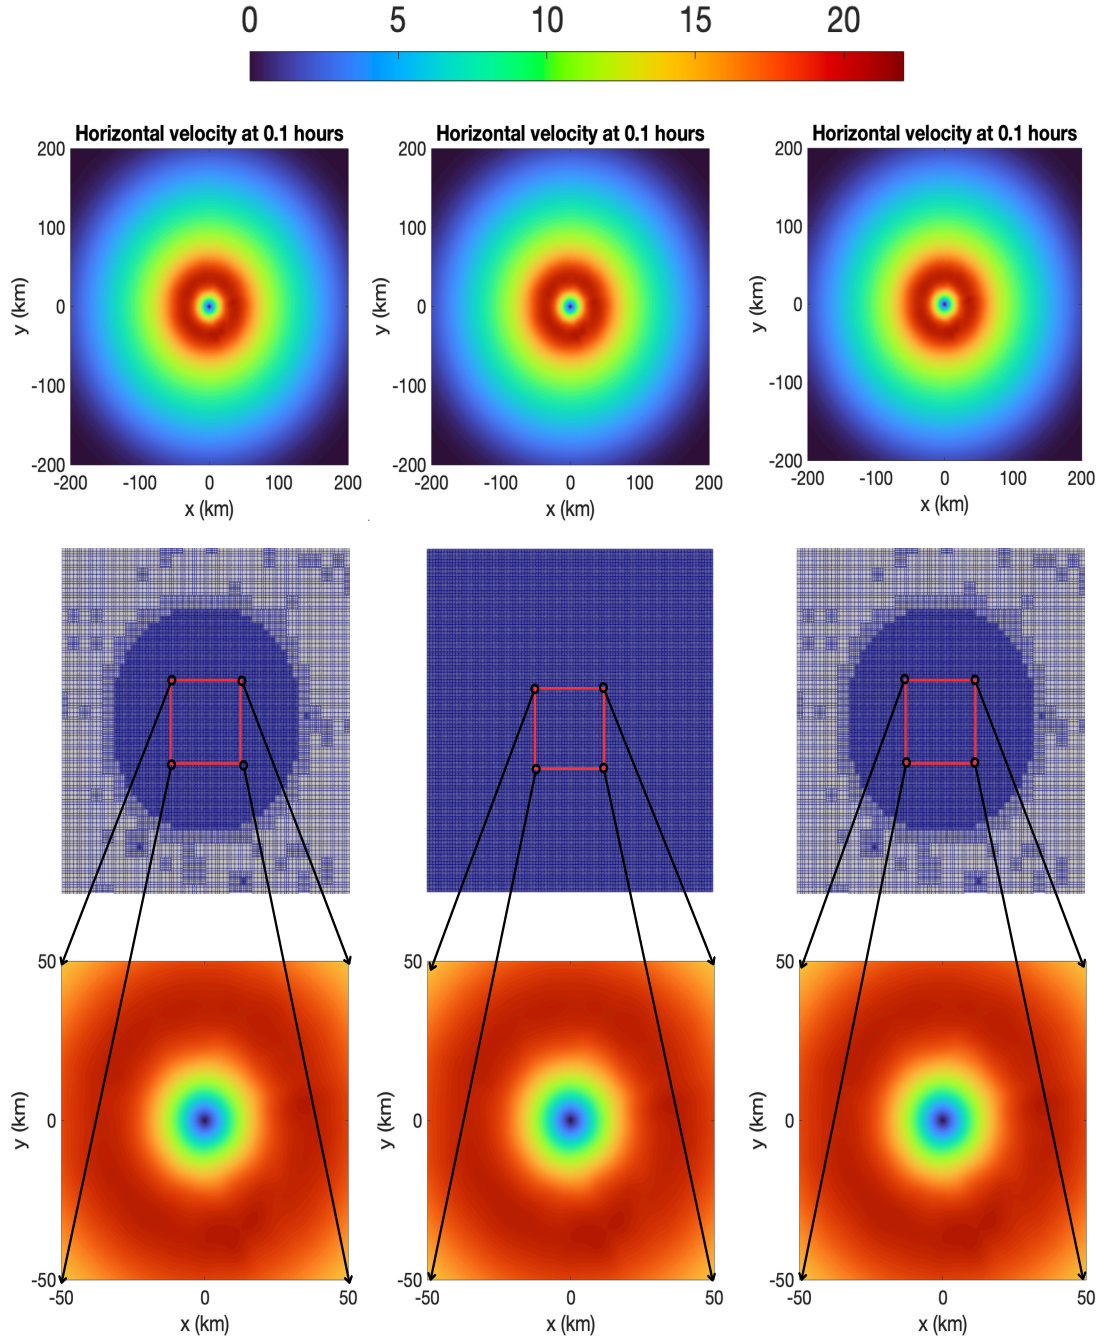 0 5 10 15 20
Horizontal velocity at 0.1 hours Horizontal velocity at 0.1 hours Horizontal velocity at 0.1 hours
200 200 200
100 100 100
y (km) 0 y (km) 0 y (km) 0
-100 -100 -100
-200 -200 -200
-200 -100 0 100 200 -200 -100 0 100 200 -200 -100 0 100 200
x (km) x (km) x (km)
50 50 50
y (km) 0 y (km) 0 y (km) 0
-50 -50 -50
-50 0 50 -50 0 50 -50 0 50
x (km) x (km) x (km)